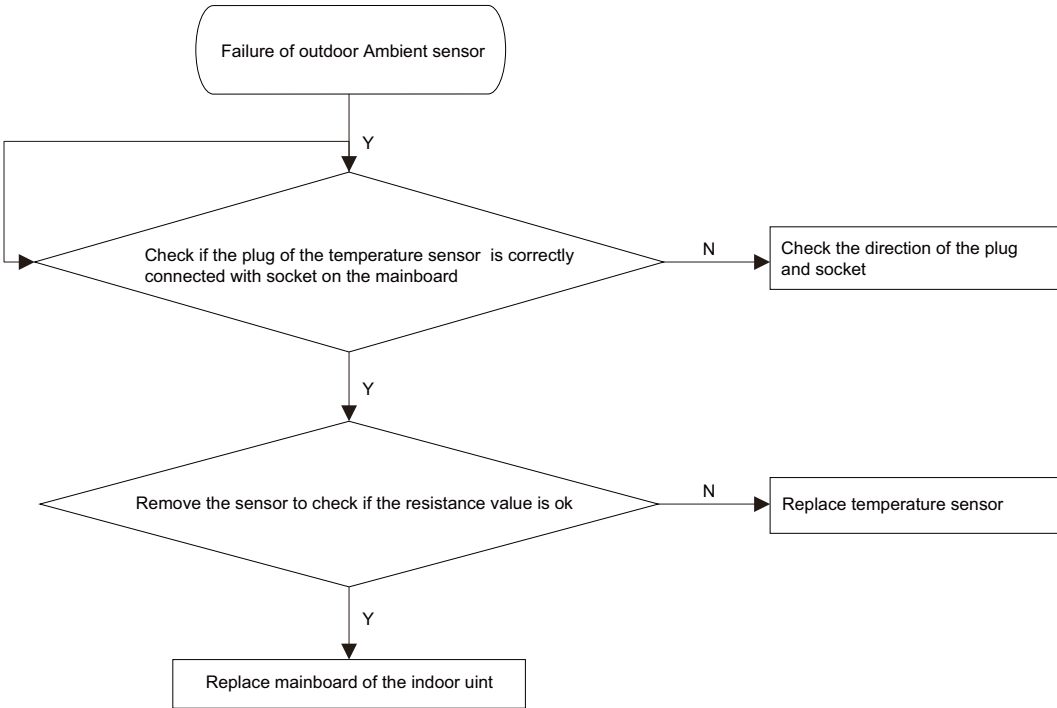 Failure of outdoor Ambient sensor
Y
Check if the plug of the temperature sensor is correctly
connected with socket on the mainboard
N
Check the direction of the plug
and socket
Y
Remove the sensor to check if the resistance value is ok
N
Replace temperature sensor
Y
Replace mainboard of the indoor uint